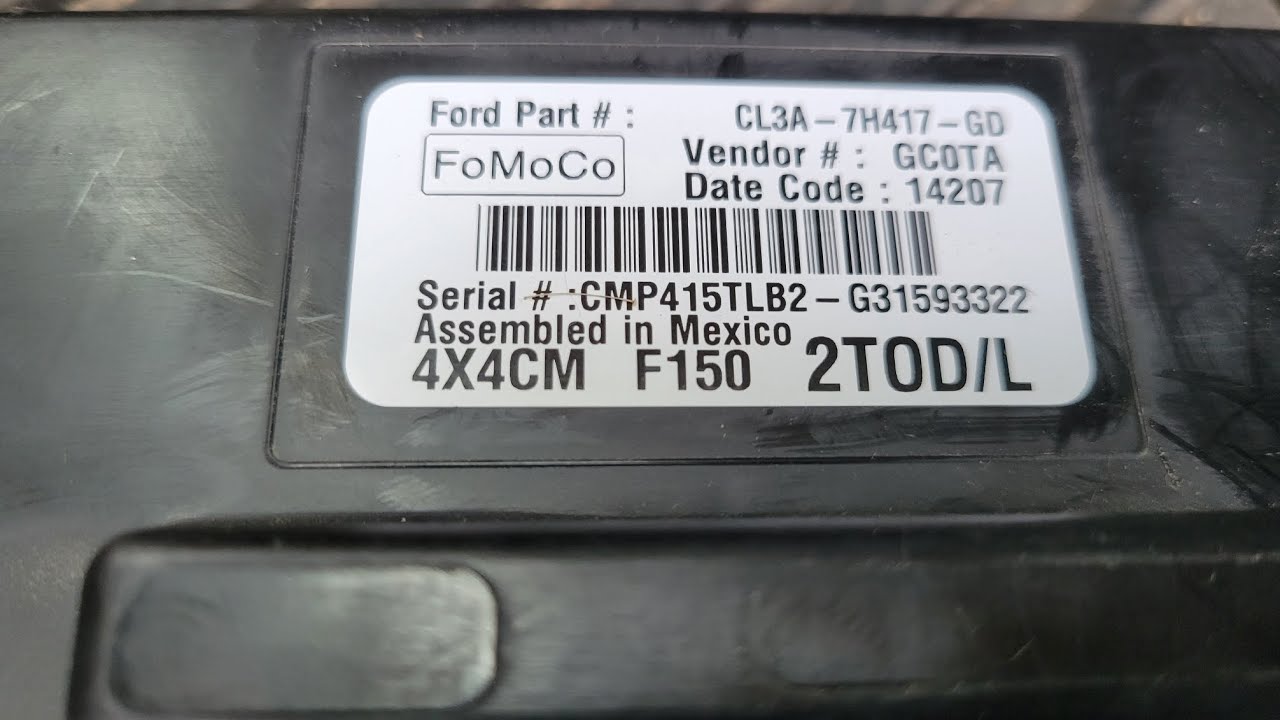 Ford Part # : CL3A-7H417-GD
FoMoCo
Vendor # : GC0TA
Date Code : 14207
Serial # :CMP415TLB2-G31593322
Assembled in Mexico
4X4CM F150 2TOD/L